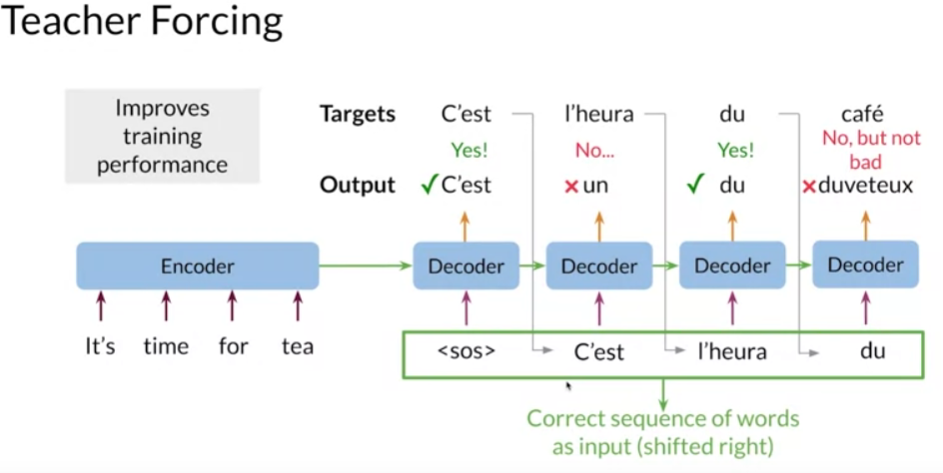 Teacher Forcing
Improves
training
performance
Targets C'est l'heura du café
Yes! No... Yes! No, but not
bad
Output ✓C'est ×un ✓ du ×duveteux
Encoder Decoder Decoder Decoder Decoder
It's time for tea <sos> C'est l'heura du
Correct sequence of words
as input (shifted right)